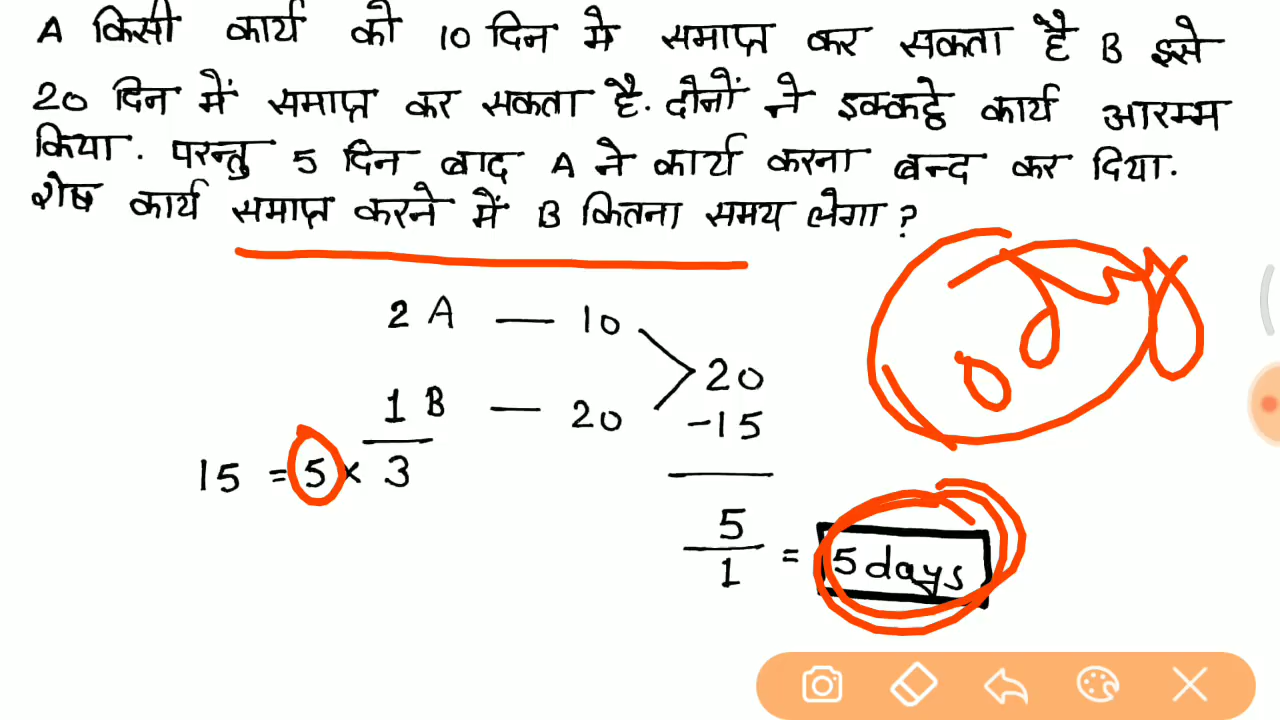 A किसी कार्य को 10 दिन मे समाप्त कर सकता है B इसे
20 दिन में समाप्त कर सकता है. दोनों ने इक्कट्ठे कार्य आरम्म
किया. परन्तु 5 दिन बाद A ने कार्य करना बन्द कर दिया.
शेष कार्य समाप्त करने में B कितना समय लेगा ?
2 A — 10
20
1 B — 20
-15
15 = 5 × 3
5
1 = 5 days